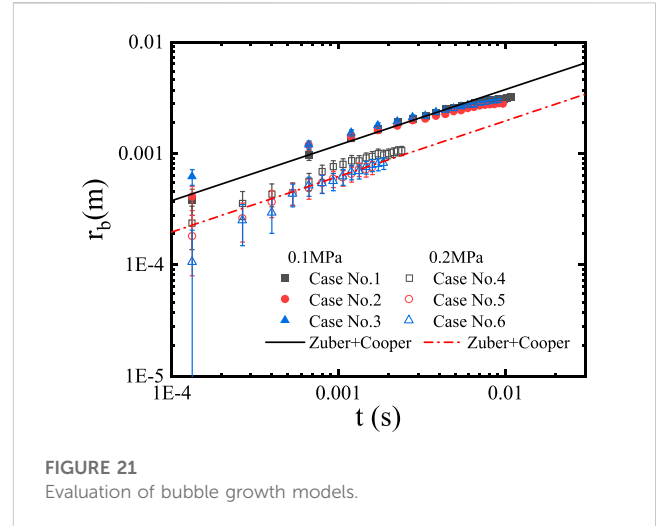 0.01
0.001
1E-4
1E-5
r_b(m)
0.1MPa 0.2MPa
Case No.1 Case No.4
Case No.2 Case No.5
Case No.3 Case No.6
Zuber+Cooper Zuber+Cooper
1E-4 0.001 0.01
t (s)
FIGURE 21
Evaluation of bubble growth models.